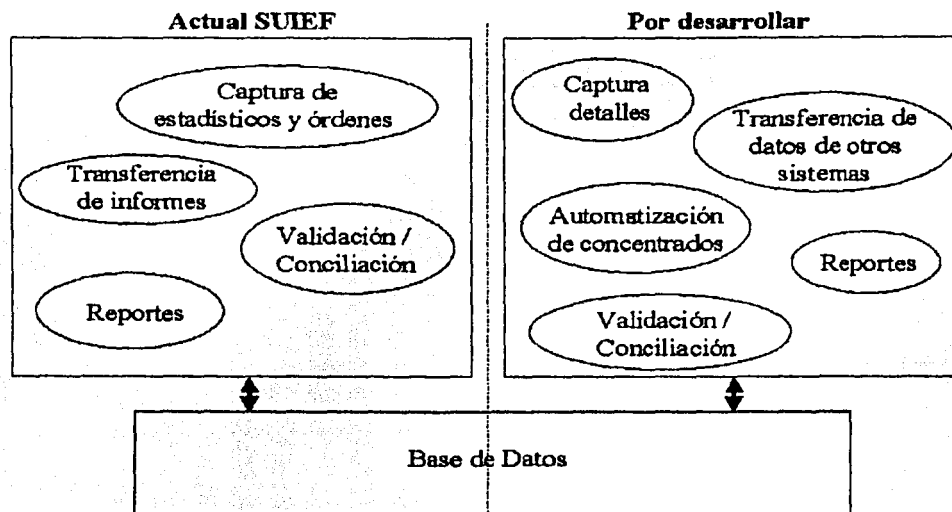 Actual SUIEF
Captura de
estadísticos y órdenes
Transferencia
de informes
Validación /
Conciliación
Reportes
Por desarrollar
Captura
detalles
Transferencia de
datos de otros
sistemas
Automatización
de concentrados
Reportes
Validación /
Conciliación
Base de Datos